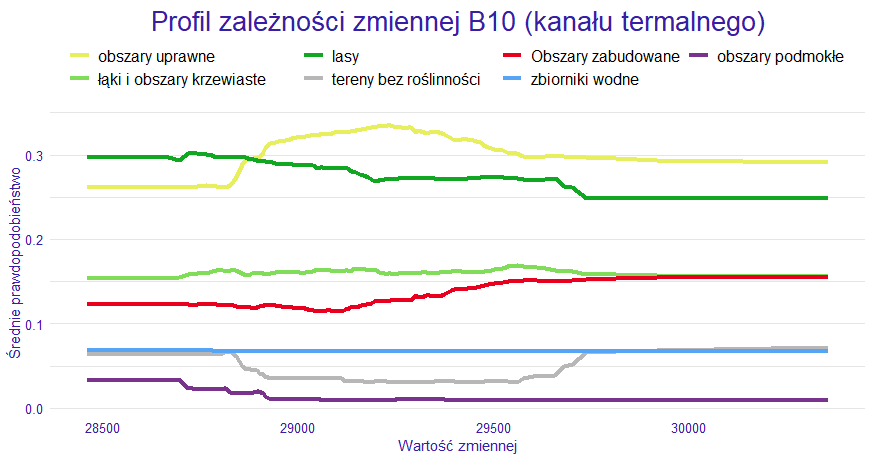 Profil zależności zmiennej B10 (kanału termalnego)
obszary uprawne lasy Obszary zabudowane obszary podmokłe
łąki i obszary krzewiaste tereny bez roślinności zbiorniki wodne
Średnie prawdopodobieństwo
0.3
0.2
0.1
0.0
28500 29000 29500 30000
Wartość zmiennej